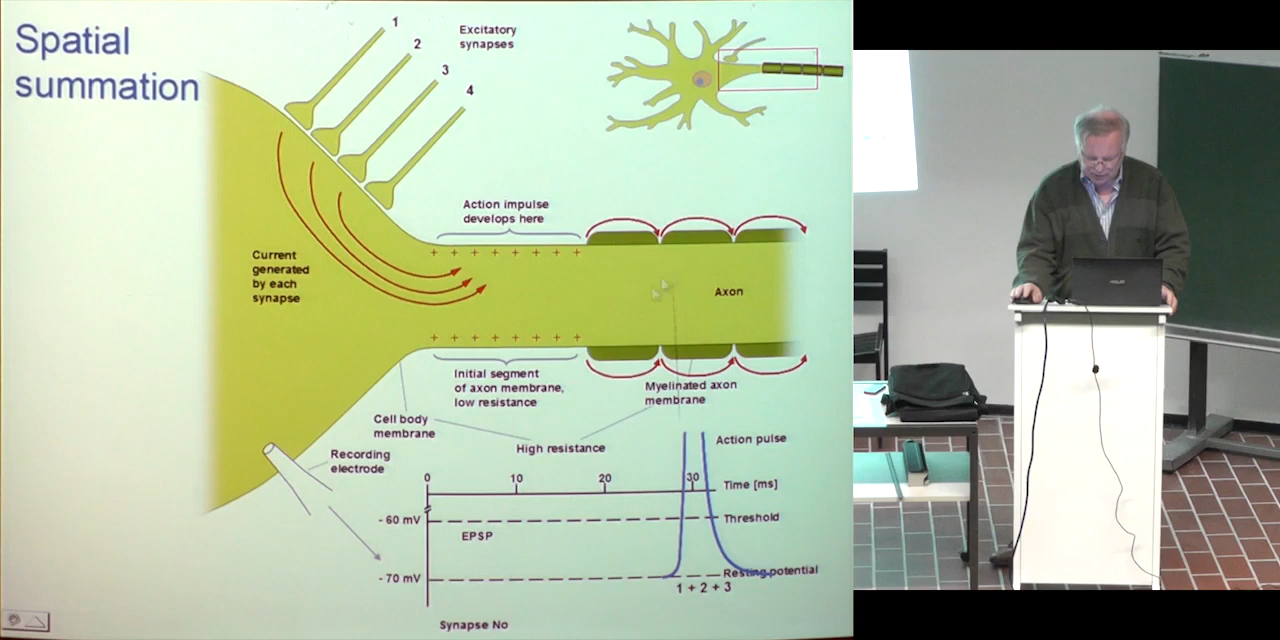 Spatial
summation
1
2
3
4
Excitatory
synapses
Action impulse
develops here
+ + + + + + + +
Current
generated
by each
synapse
Axon
+ + + + + + + +
Initial segment
of axon membrane,
low resistance
Myelinated axon
membrane
Cell body
membrane
High resistance
Recording
electrode
Action pulse
0 10 20 30
Time [ms]
- 60 mV
Threshold
EPSP
- 70 mV
Resting potential
1 + 2 + 3
Synapse No
ASUS